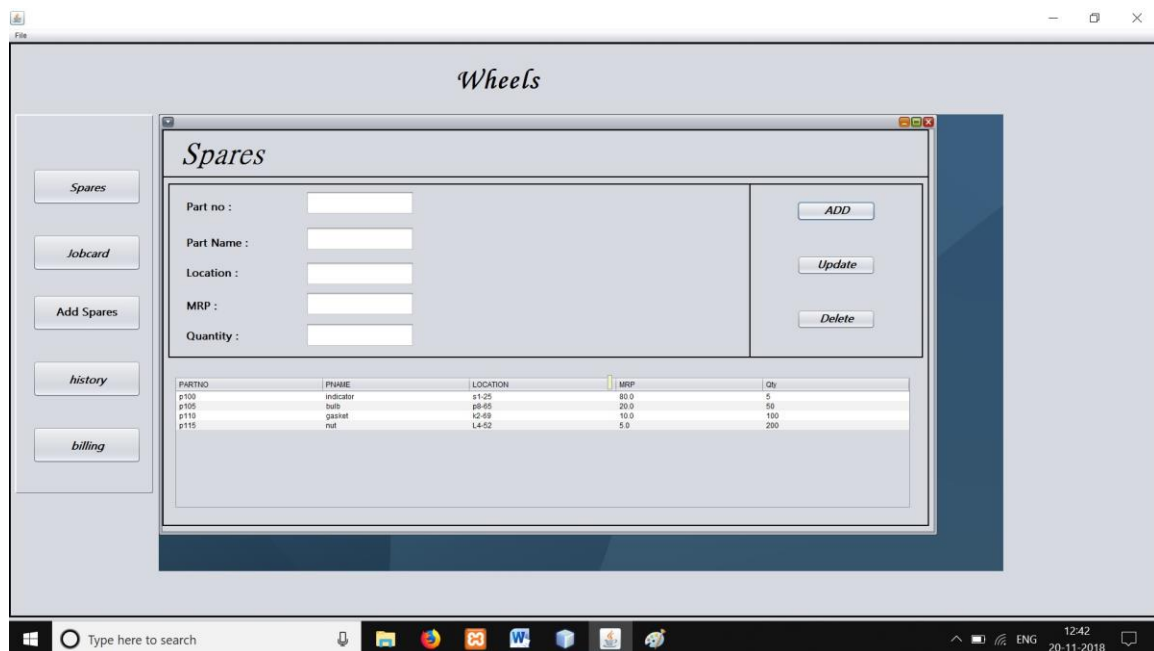 File
Wheels
Spares
Spares
Jobcard
Add Spares
history
billing
Part no :
Part Name :
Location :
MRP :
Quantity :
ADD
Update
Delete
PARTNO PNAME LOCATION MRP Qty
p100 indicator s1-25 80.0 5
p105 bulb p8-65 20.0 50
p110 gasket k2-69 10.0 100
p115 nut L4-52 5.0 200
Type here to search
W
ENG
12:42
20-11-2018